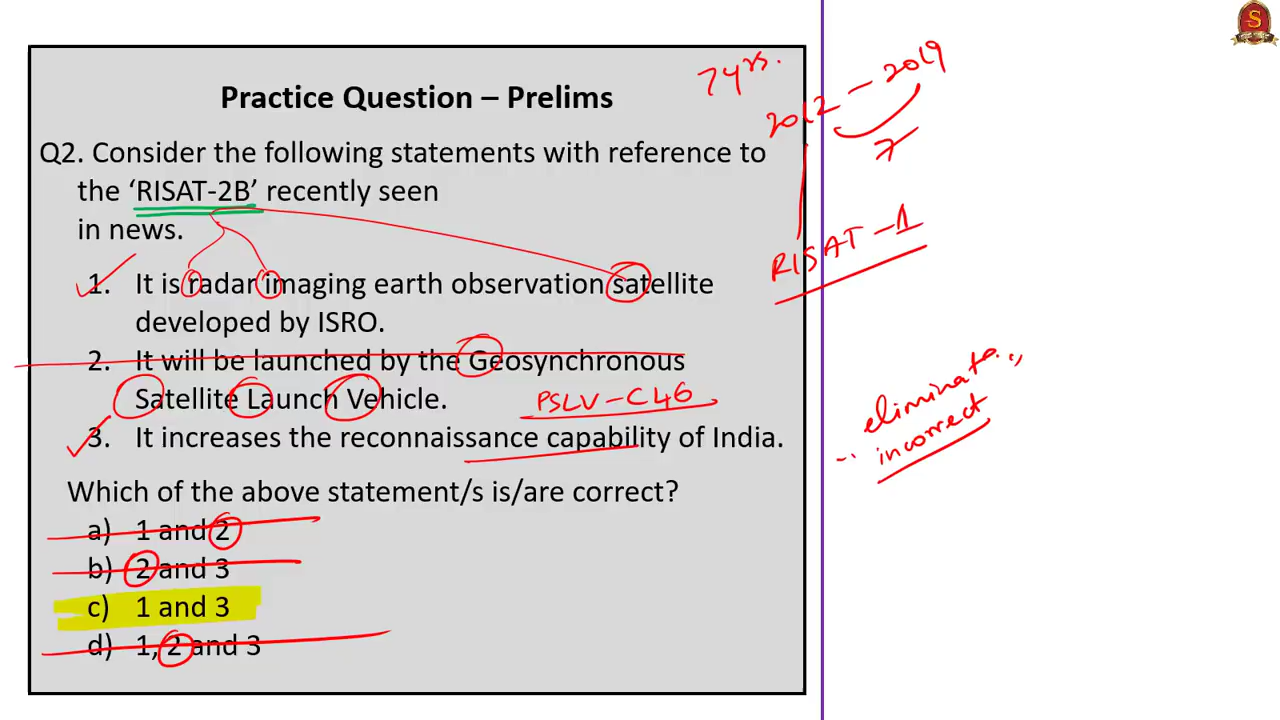 Practice Question – Prelims
Q2. Consider the following statements with reference to
the ‘RISAT-2B’ recently seen
in news.
1. It is radar imaging earth observation satellite
developed by ISRO.
2. It will be launched by the Geosynchronous
Satellite Launch Vehicle.
PSLV-C46
3. It increases the reconnaissance capability of India.
Which of the above statement/s is/are correct?
a) 1 and 2
b) 2 and 3
c) 1 and 3
d) 1, 2 and 3
7 yrs.
2012 – 2019
7
RISAT-1
eliminate
incorrect
S